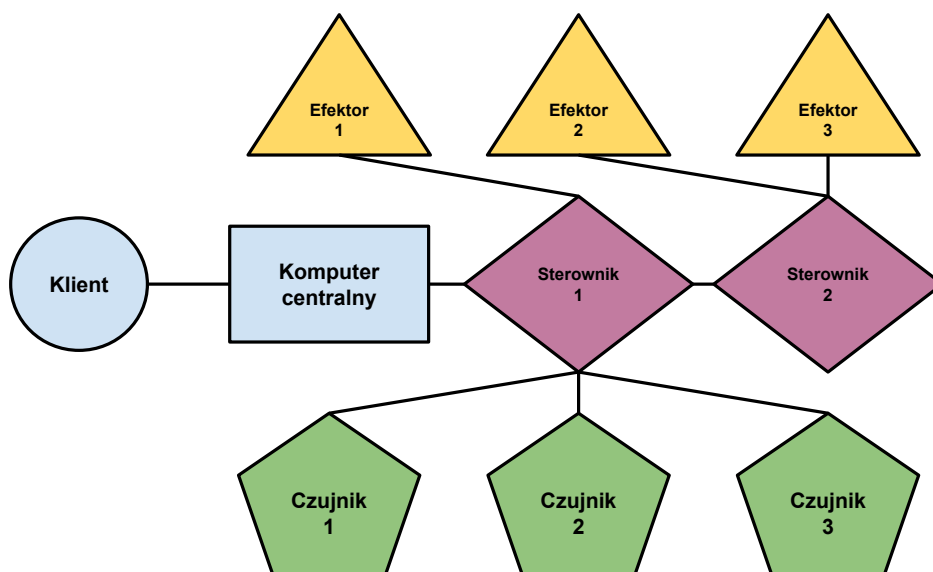 Efektor
1
Efektor
2
Efektor
3
Klient
Komputer
centralny
Sterownik
1
Sterownik
2
Czujnik
1
Czujnik
2
Czujnik
3